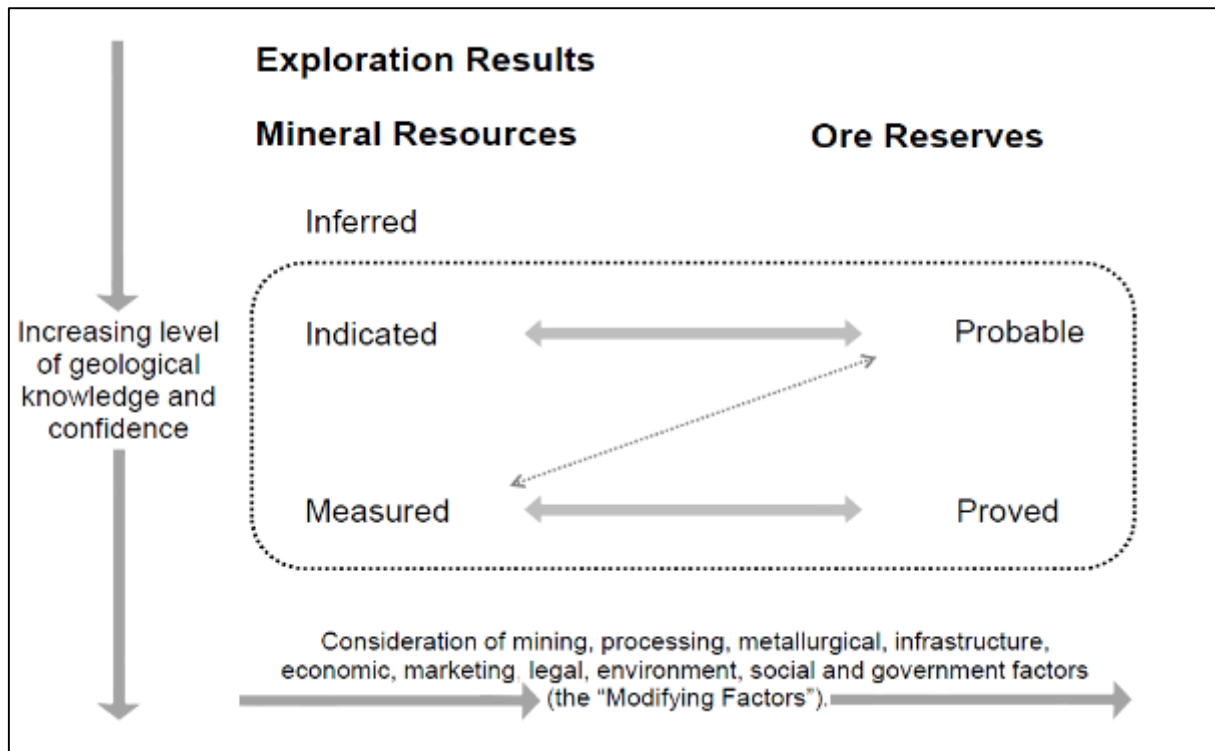 Exploration Results
Mineral Resources
Ore Reserves
Inferred
Increasing level
of geological
knowledge and
confidence
Indicated
Probable
Measured
Proved
Consideration of mining, processing, metallurgical, infrastructure,
economic, marketing, legal, environment, social and government factors
(the “Modifying Factors”).